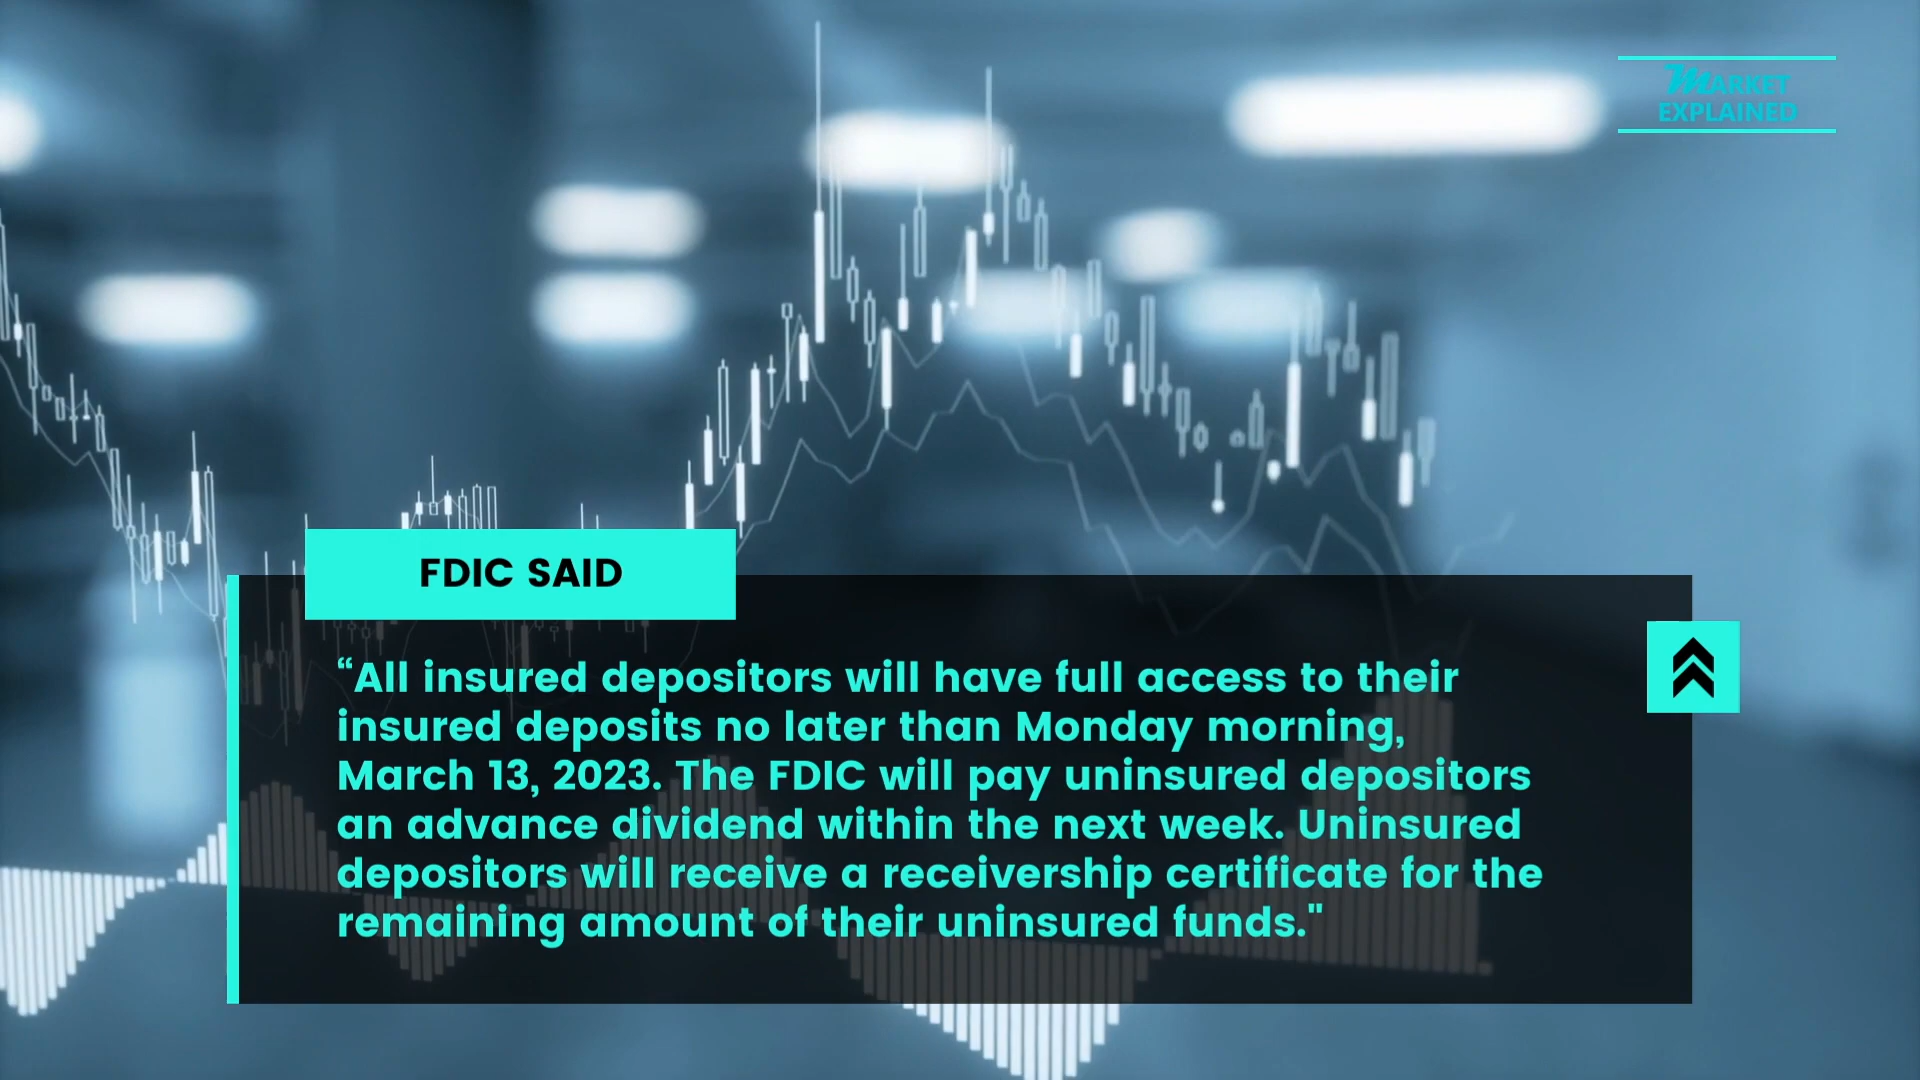 MARKET
EXPLAINED
FDIC SAID
“All insured depositors will have full access to their
insured deposits no later than Monday morning,
March 13, 2023. The FDIC will pay uninsured depositors
an advance dividend within the next week. Uninsured
depositors will receive a receivership certificate for the
remaining amount of their uninsured funds."